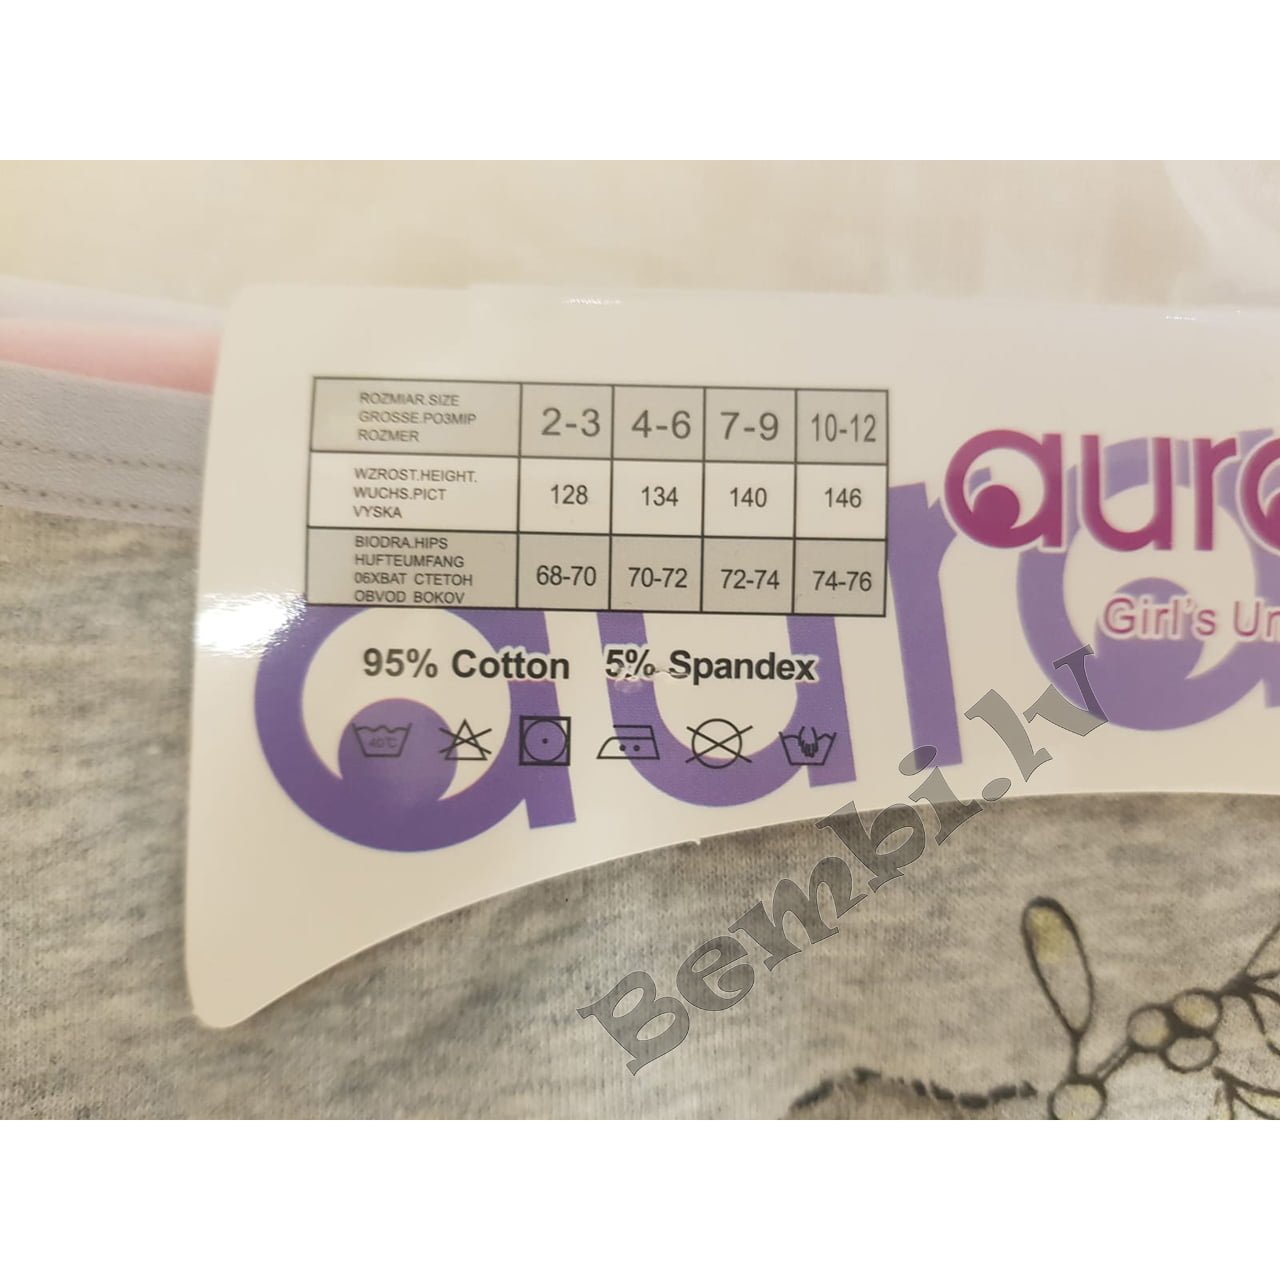 ROZMIAR.SIZE
GROSSE.PO3MIP
ROZMER
2-3 4-6 7-9 10-12
WZROST.HEIGHT.
WUCHS.PICT
VYSKA
128 134 140 146
BIODRA.HIPS
HUFTEUMFANG
06XBAT CTETOH
OBVOD BOKOV
68-70 70-72 72-74 74-76
95% Cotton 5% Spandex
40°C
Girl's
Bembi.lv